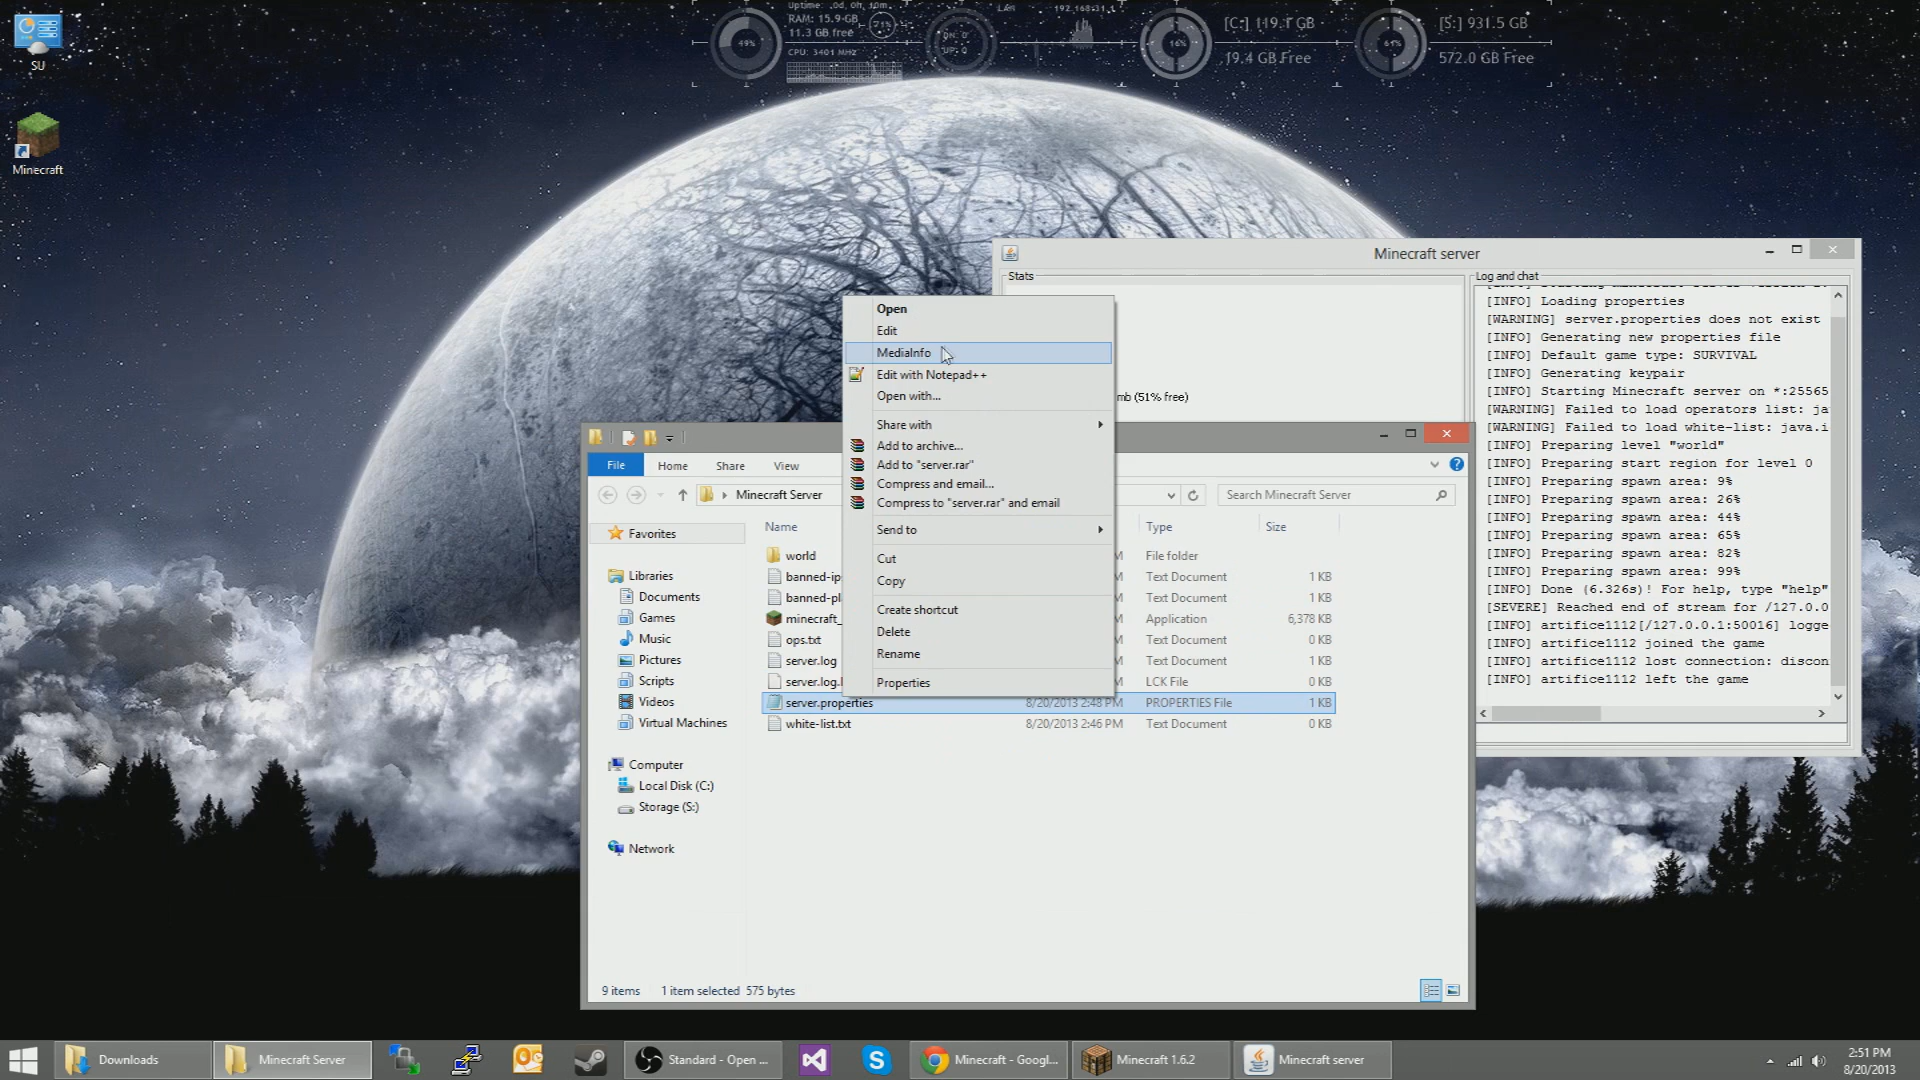 SU
Minecraft
49%
Uptime: 0d, 0h, 10m
RAM: 15.9 GB
11.3 GB free
71%
CPU: 3401 MHz
LAN
192.168.11.1
16%
[C:] 119.1 GB
19.4 GB Free
61%
[S:] 931.5 GB
572.0 GB Free
Minecraft server
Stats
mb (51% free)
Log and chat
[INFO] Loading properties
[WARNING] server.properties does not exist
[INFO] Generating new properties file
[INFO] Default game type: SURVIVAL
[INFO] Generating keypair
[INFO] Starting Minecraft server on *:25565
[WARNING] Failed to load operators list: ja
[WARNING] Failed to load white-list: java.i
[INFO] Preparing level "world"
[INFO] Preparing start region for level 0
[INFO] Preparing spawn area: 9%
[INFO] Preparing spawn area: 26%
[INFO] Preparing spawn area: 44%
[INFO] Preparing spawn area: 65%
[INFO] Preparing spawn area: 82%
[INFO] Preparing spawn area: 99%
[INFO] Done (6.326s)! For help, type "help"
[SEVERE] Reached end of stream for /127.0.0
[INFO] artifice1112[/127.0.0.1:50016] logge
[INFO] artifice1112 joined the game
[INFO] artifice1112 lost connection: discon
[INFO] artifice1112 left the game
Open
Edit
MediaInfo
Edit with Notepad++
Open with...
Share with
Add to archive...
Add to "server.rar"
Compress and email...
Compress to "server.rar" and email
Send to
Cut
Copy
Create shortcut
Delete
Rename
Properties
File Home Share View
Minecraft Server
Search Minecraft Server
Favorites
Libraries
Documents
Games
Music
Pictures
Scripts
Videos
Virtual Machines
Computer
Local Disk (C:)
Storage (S:)
Network
Name Type Size
world File folder
banned-ip M Text Document 1 KB
banned-pl M Text Document 1 KB
minecraft_ M Application 6,378 KB
ops.txt M Text Document 0 KB
server.log M Text Document 1 KB
server.log.l M LCK File 0 KB
server.properties 8/20/2013 2:48 PM PROPERTIES File 1 KB
white-list.txt 8/20/2013 2:46 PM Text Document 0 KB
9 items 1 item selected 575 bytes
Downloads
Minecraft Server
Standard - Open ...
Minecraft - Googl...
Minecraft 1.6.2
Minecraft server
2:51 PM
8/20/2013